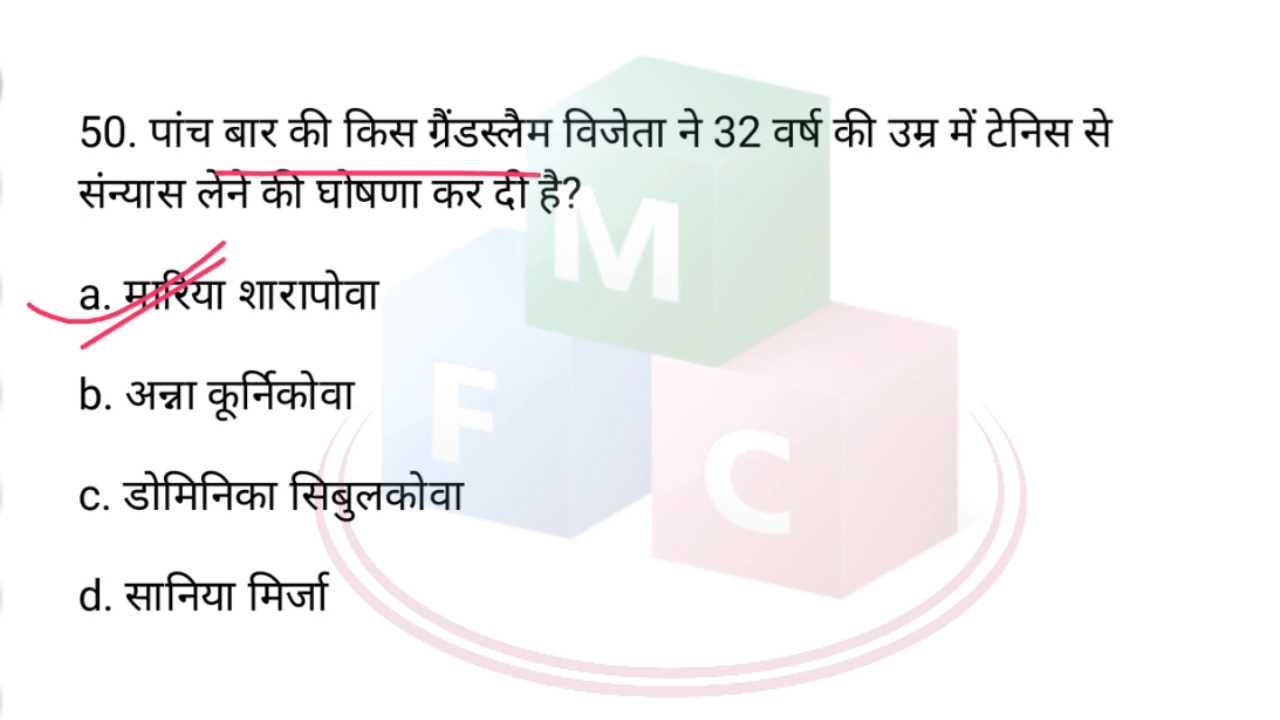 50. पांच बार की किस ग्रैंडस्लैम विजेता ने 32 वर्ष की उम्र में टेनिस से
संन्यास लेने की घोषणा कर दी है?
a. मारिया शारापोवा
b. अन्ना कूर्निकोवा
c. डोमिनिका सिबुलकोवा
d. सानिया मिर्जा
M
F
C